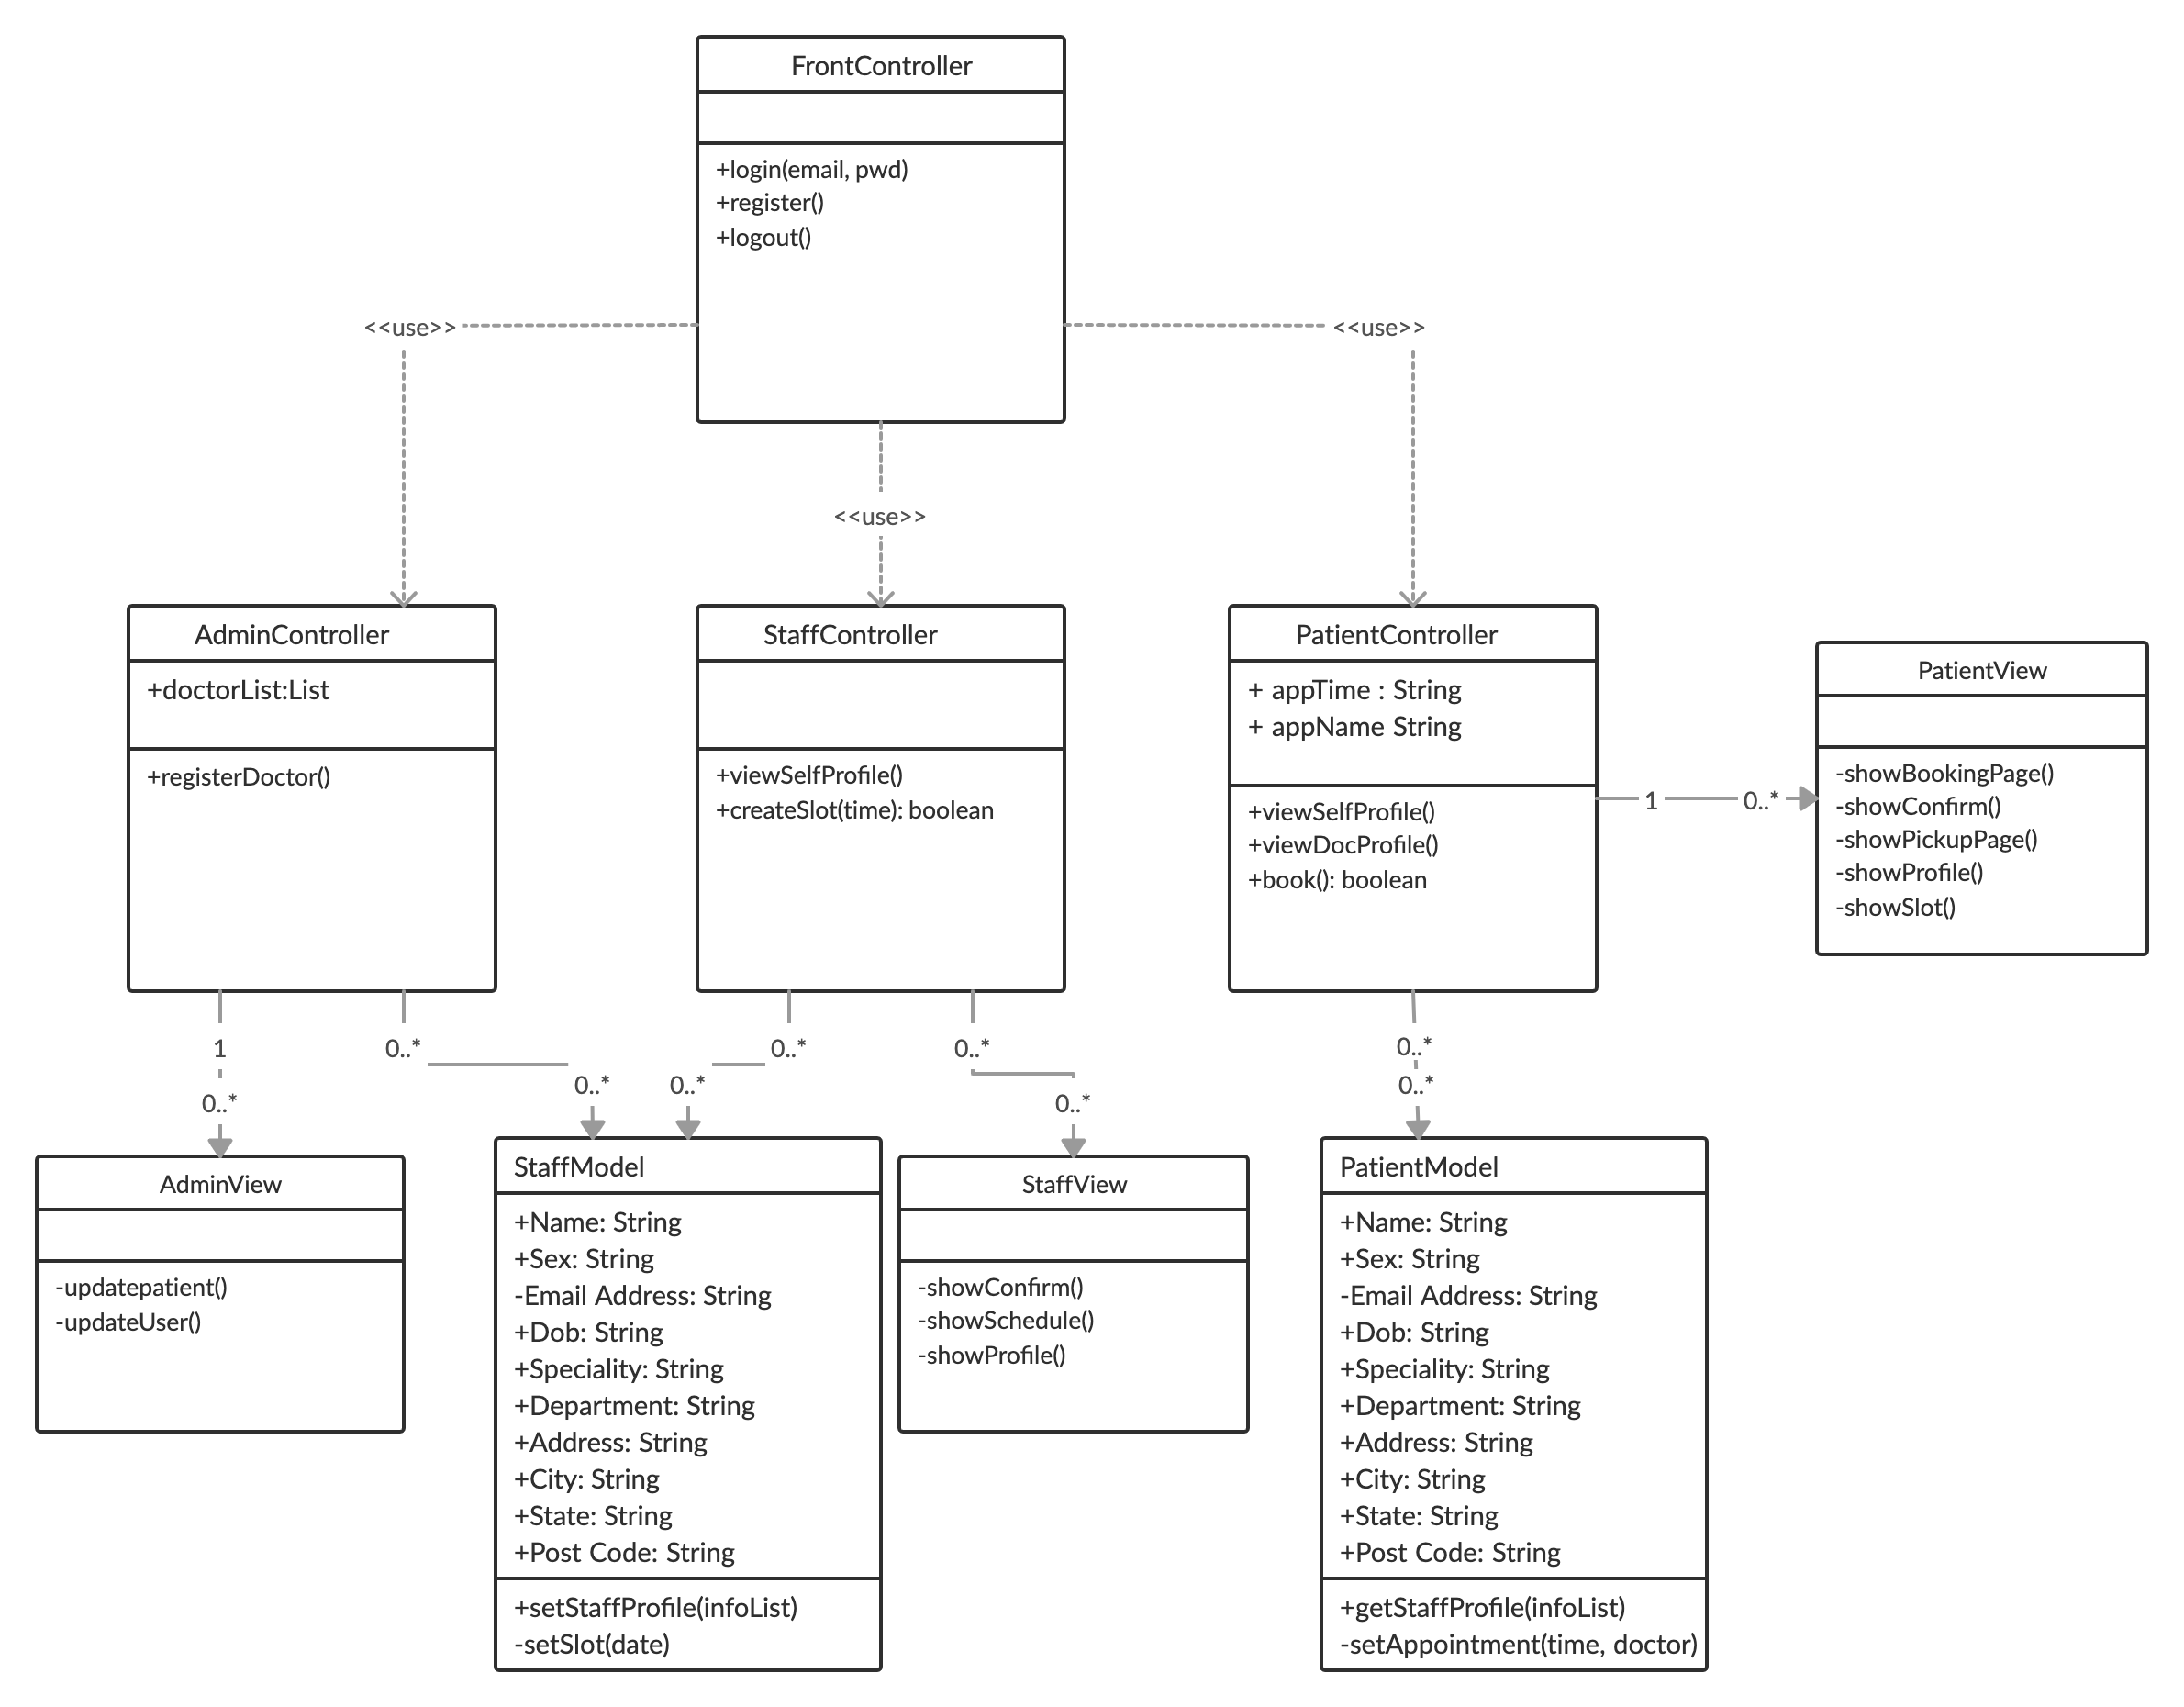 FrontController
+login(email, pwd)
+register()
+logout()
<<use>>
<<use>>
<<use>>
AdminController
+doctorList:List
+registerDoctor()
StaffController
+viewSelfProfile()
+createSlot(time): boolean
PatientController
+ appTime : String
+ appName String
+viewSelfProfile()
+viewDocProfile()
+book(): boolean
1
0..*
PatientView
-showBookingPage()
-showConfirm()
-showPickupPage()
-showProfile()
-showSlot()
1
0..*
0..*
0..*
0..*
0..*
0..*
0..*
0..*
0..*
AdminView
-updatepatient()
-updateUser()
StaffModel
+Name: String
+Sex: String
-Email Address: String
+Dob: String
+Speciality: String
+Department: String
+Address: String
+City: String
+State: String
+Post Code: String
+setStaffProfile(infoList)
-setSlot(date)
StaffView
-showConfirm()
-showSchedule()
-showProfile()
PatientModel
+Name: String
+Sex: String
-Email Address: String
+Dob: String
+Speciality: String
+Department: String
+Address: String
+City: String
+State: String
+Post Code: String
+getStaffProfile(infoList)
-setAppointment(time, doctor)